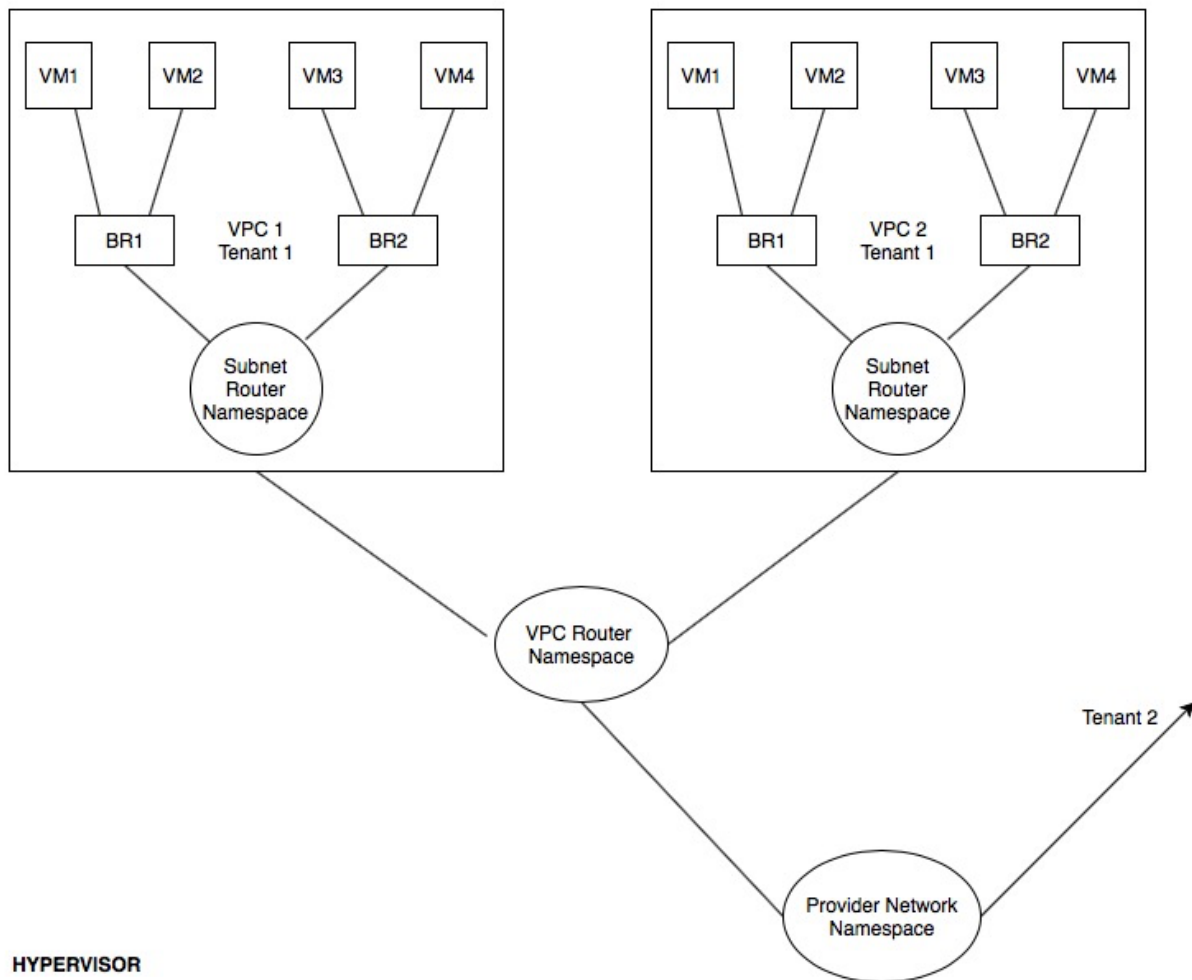 VM1
VM2
VM3
VM4
BR1
VPC 1
Tenant 1
BR2
Subnet
Router
Namespace
VM1
VM2
VM3
VM4
BR1
VPC 2
Tenant 1
BR2
Subnet
Router
Namespace
VPC Router
Namespace
Tenant 2
Provider Network
Namespace
HYPERVISOR